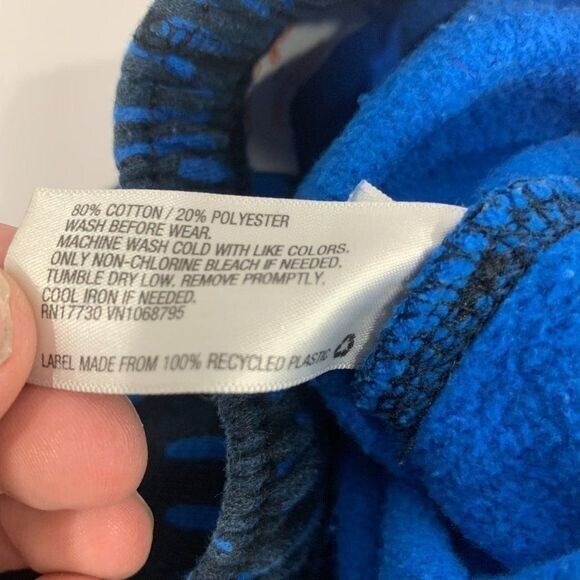 80% COTTON / 20% POLYESTER
WASH BEFORE WEAR.
MACHINE WASH COLD WITH LIKE COLORS.
ONLY NON-CHLORINE BLEACH IF NEEDED.
TUMBLE DRY LOW. REMOVE PROMPTLY.
COOL IRON IF NEEDED.
RN17730 VN1068795
LABEL MADE FROM 100% RECYCLED PLASTIC